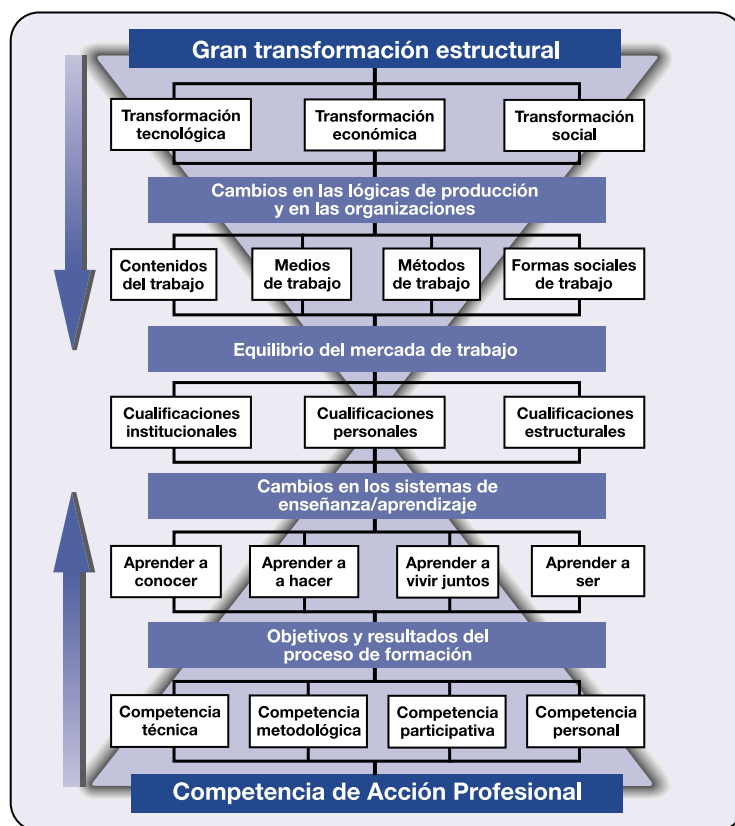 Gran transformación estructural
Transformación
tecnológica
Transformación
económica
Transformación
social
Cambios en las lógicas de producción
y en las organizaciones
Contenidos
del trabajo
Medios
de trabajo
Métodos
de trabajo
Formas sociales
de trabajo
Equilibrio del mercada de trabajo
Cualificaciones
institucionales
Cualificaciones
personales
Cualificaciones
estructurales
Cambios en los sistemas de
enseñanza/aprendizaje
Aprender a
conocer
Aprender a
a hacer
Aprender a
vivir juntos
Aprender a
ser
Objetivos y resultados del
proceso de formación
Competencia
técnica
Competencia
metodológica
Competencia
participativa
Competencia
personal
Competencia de Acción Profesional